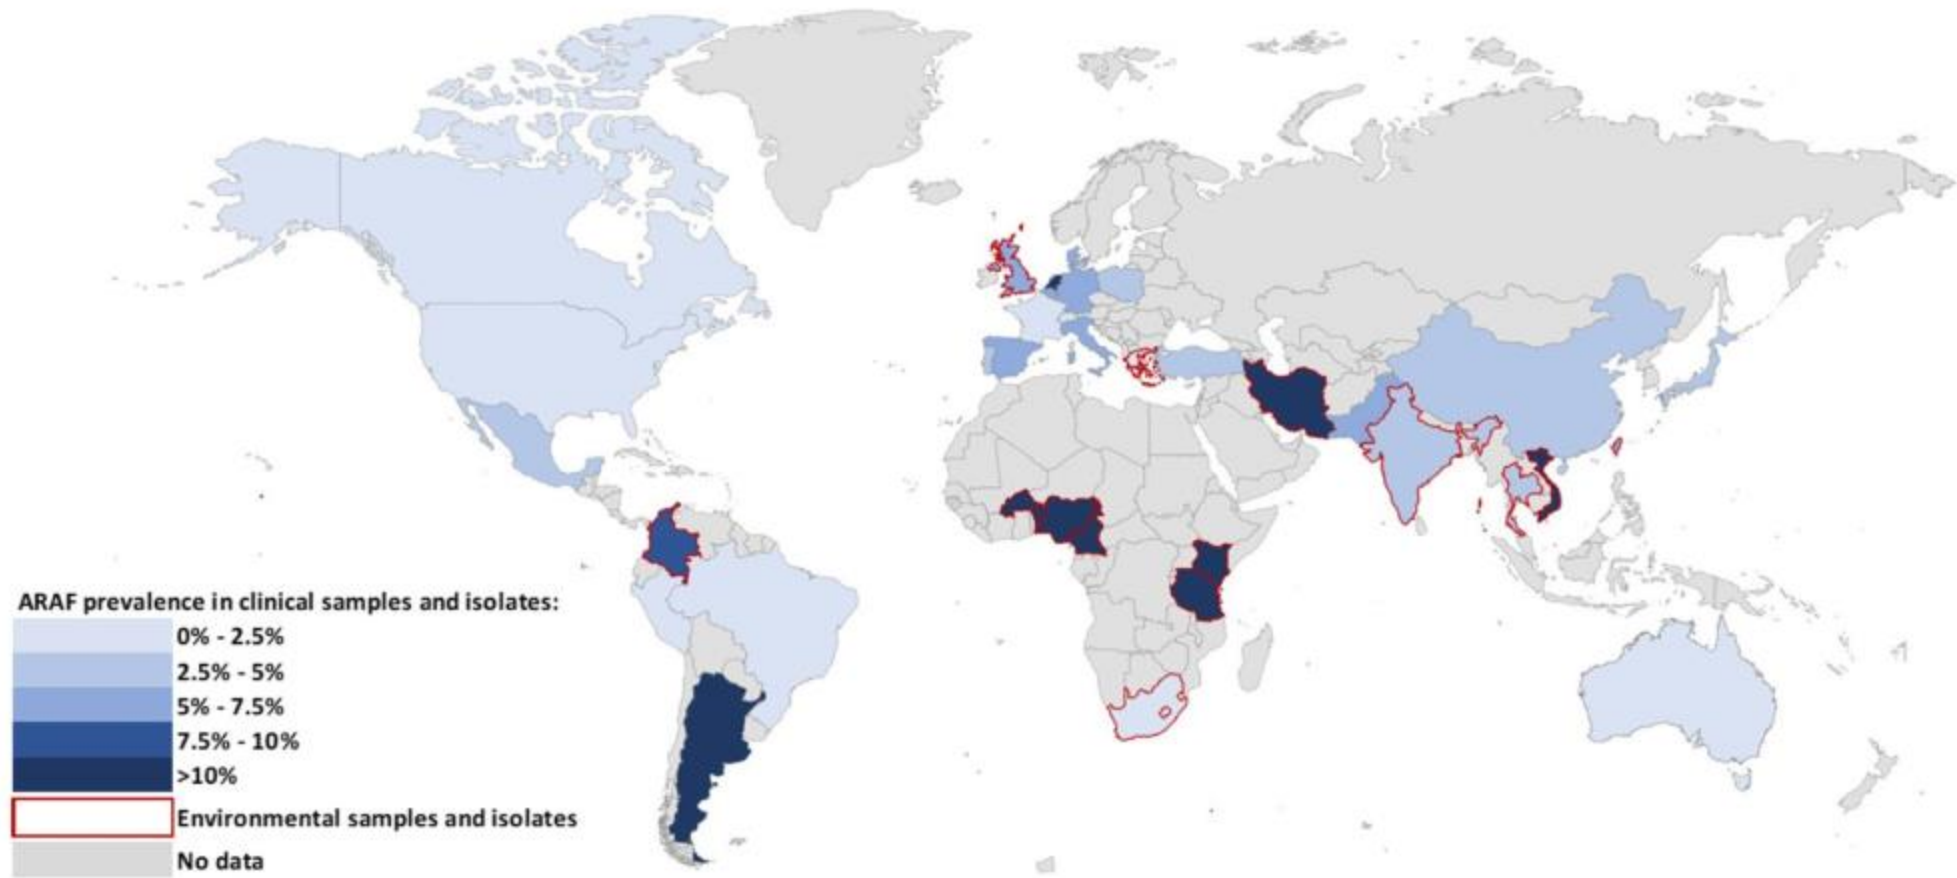 ARAF prevalence in clinical samples and isolates:
0% - 2.5%
2.5% - 5%
5% - 7.5%
7.5% - 10%
>10%
Environmental samples and isolates
No data